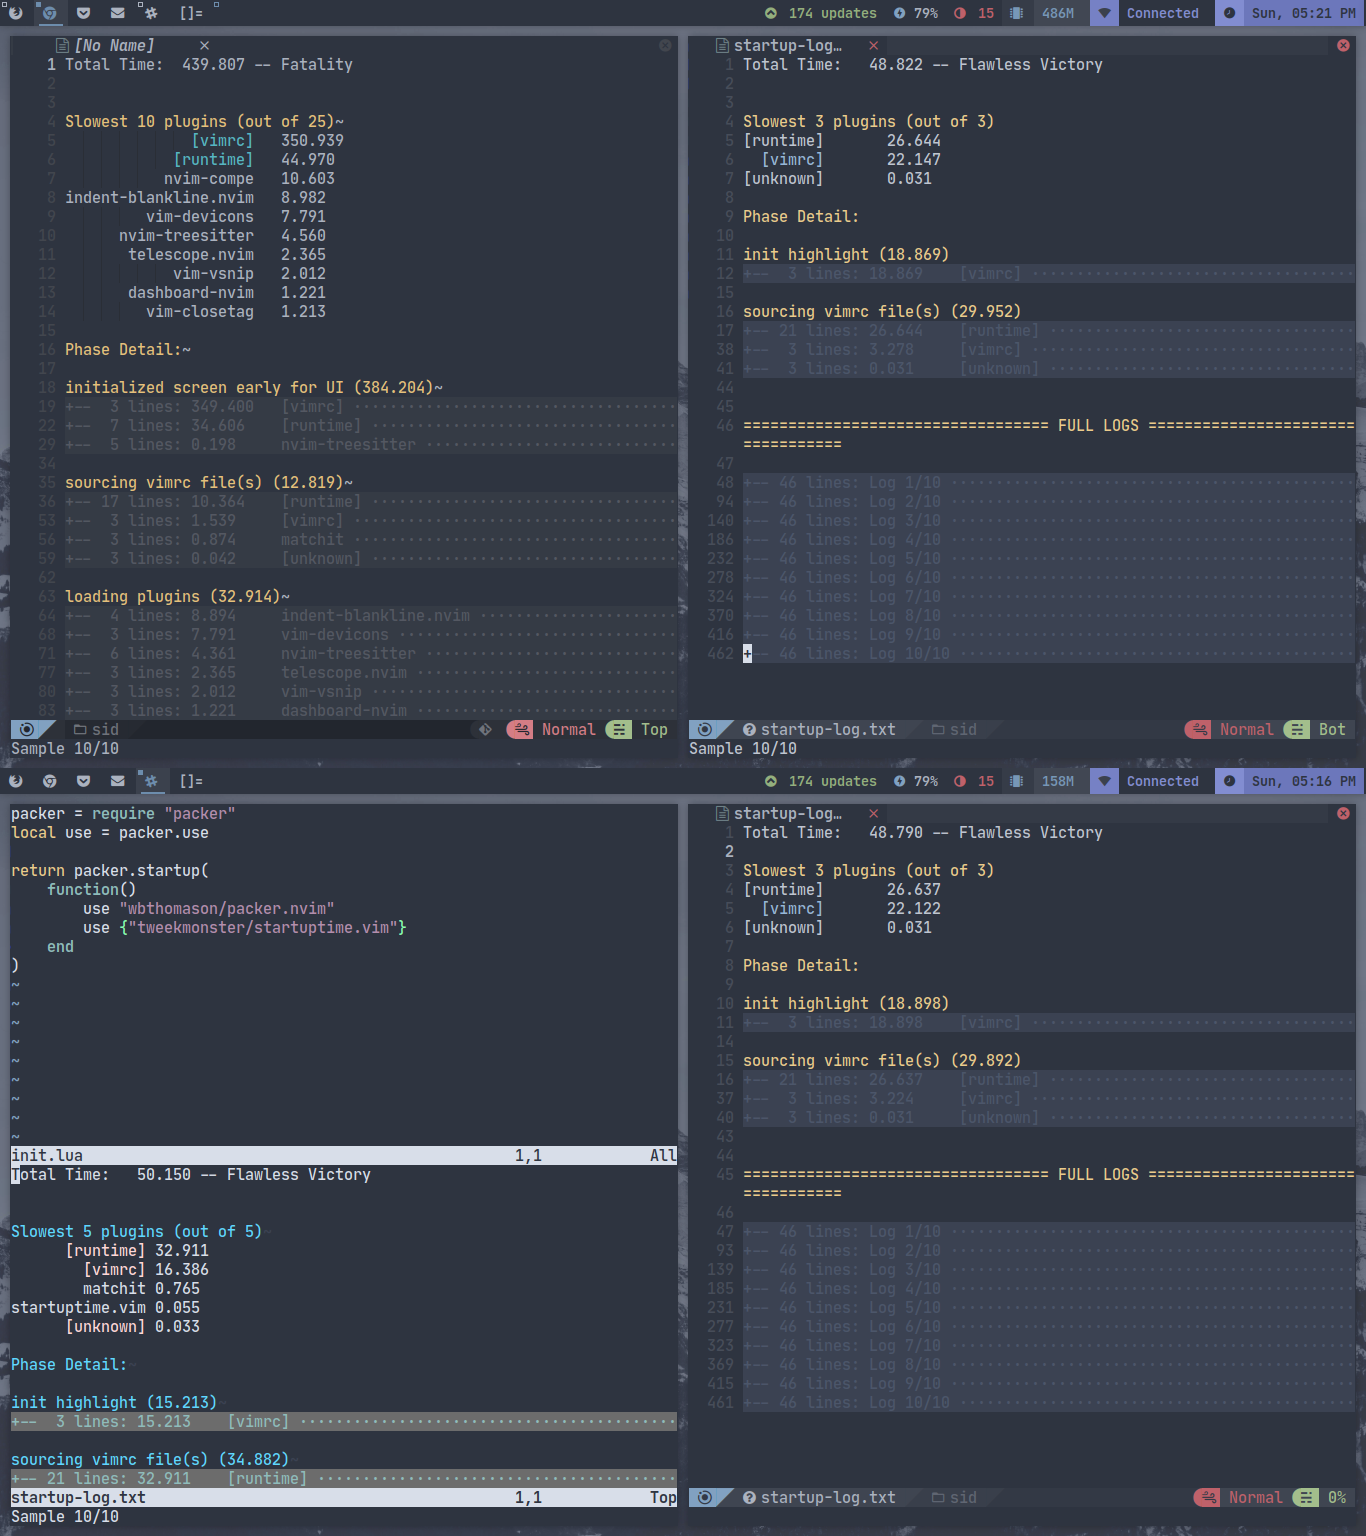 []= 174 updates 79% 15 486M Connected Sun, 05:21 PM
[No Name] ×
1 Total Time:  439.807 -- Fatality
2
3
4 Slowest 10 plugins (out of 25)~
5 [vimrc]   350.939
6 [runtime]   44.970
7 nvim-compe   10.603
8 indent-blankline.nvim   8.982
9 vim-devicons   7.791
10 nvim-treesitter   4.560
11 telescope.nvim   2.365
12 vim-vsnip   2.012
13 dashboard-nvim   1.221
14 vim-closetag   1.213
15
16 Phase Detail:~
17
18 initialized screen early for UI (384.204)~
19 +--  3 lines: 349.400   [vimrc] ···································
22 +--  7 lines: 34.606    [runtime] ·································
29 +--  5 lines: 0.198     nvim-treesitter ···························
34
35 sourcing vimrc file(s) (12.819)~
36 +-- 17 lines: 10.364    [runtime] ·································
53 +--  3 lines: 1.539     [vimrc] ···································
56 +--  3 lines: 0.874     matchit ···································
59 +--  3 lines: 0.042     [unknown] ·································
62
63 loading plugins (32.914)~
64 +--  4 lines: 8.894     indent-blankline.nvim ·····················
68 +--  3 lines: 7.791     vim-devicons ······························
71 +--  6 lines: 4.361     nvim-treesitter ···························
77 +--  3 lines: 2.365     telescope.nvim ····························
80 +--  3 lines: 2.012     vim-vsnip ·································
83 +--  3 lines: 1.221     dashboard-nvim ····························
sid Normal Top
Sample 10/10
startup-log… ×
1 Total Time:   48.822 -- Flawless Victory
2
3
4 Slowest 3 plugins (out of 3)
5 [runtime]       26.644
6 [vimrc]       22.147
7 [unknown]       0.031
8
9 Phase Detail:
10
11 init highlight (18.869)
12 +--  3 lines: 18.869    [vimrc] ···································
15
16 sourcing vimrc file(s) (29.952)
17 +-- 21 lines: 26.644    [runtime] ·································
38 +--  3 lines: 3.278     [vimrc] ···································
41 +--  3 lines: 0.031     [unknown] ·································
44
45
46 ================================== FULL LOGS =======================
===========
47
48 +-- 46 lines: Log 1/10 ············································
94 +-- 46 lines: Log 2/10 ············································
140 +-- 46 lines: Log 3/10 ············································
186 +-- 46 lines: Log 4/10 ············································
232 +-- 46 lines: Log 5/10 ············································
278 +-- 46 lines: Log 6/10 ············································
324 +-- 46 lines: Log 7/10 ············································
370 +-- 46 lines: Log 8/10 ············································
416 +-- 46 lines: Log 9/10 ············································
462 +-- 46 lines: Log 10/10 ···········································
startup-log.txt sid Normal Bot
Sample 10/10
[]= 174 updates 79% 15 158M Connected Sun, 05:16 PM
packer = require "packer"
local use = packer.use
return packer.startup(
    function()
        use "wbthomason/packer.nvim"
        use {"tweekmonster/startuptime.vim"}
    end
)
~
~
~
~
~
~
~
~
~
init.lua 1,1 All
Total Time:   50.150 -- Flawless Victory
Slowest 5 plugins (out of 5)
[runtime] 32.911
[vimrc] 16.386
matchit 0.765
startuptime.vim 0.055
[unknown] 0.033
Phase Detail:
init highlight (15.213)
+--  3 lines: 15.213    [vimrc] ··········································
sourcing vimrc file(s) (34.882)
+-- 21 lines: 32.911    [runtime] ········································
startup-log.txt 1,1 Top
Sample 10/10
startup-log… ×
1 Total Time:   48.790 -- Flawless Victory
2
3 Slowest 3 plugins (out of 3)
4 [runtime]       26.637
5 [vimrc]       22.122
6 [unknown]       0.031
7
8 Phase Detail:
9
10 init highlight (18.898)
11 +--  3 lines: 18.898    [vimrc] ···································
14
15 sourcing vimrc file(s) (29.892)
16 +-- 21 lines: 26.637    [runtime] ·································
37 +--  3 lines: 3.224     [vimrc] ···································
40 +--  3 lines: 0.031     [unknown] ·································
43
44
45 ================================== FULL LOGS =======================
===========
46
47 +-- 46 lines: Log 1/10 ············································
93 +-- 46 lines: Log 2/10 ············································
139 +-- 46 lines: Log 3/10 ············································
185 +-- 46 lines: Log 4/10 ············································
231 +-- 46 lines: Log 5/10 ············································
277 +-- 46 lines: Log 6/10 ············································
323 +-- 46 lines: Log 7/10 ············································
369 +-- 46 lines: Log 8/10 ············································
415 +-- 46 lines: Log 9/10 ············································
461 +-- 46 lines: Log 10/10 ···········································
startup-log.txt sid Normal 0%